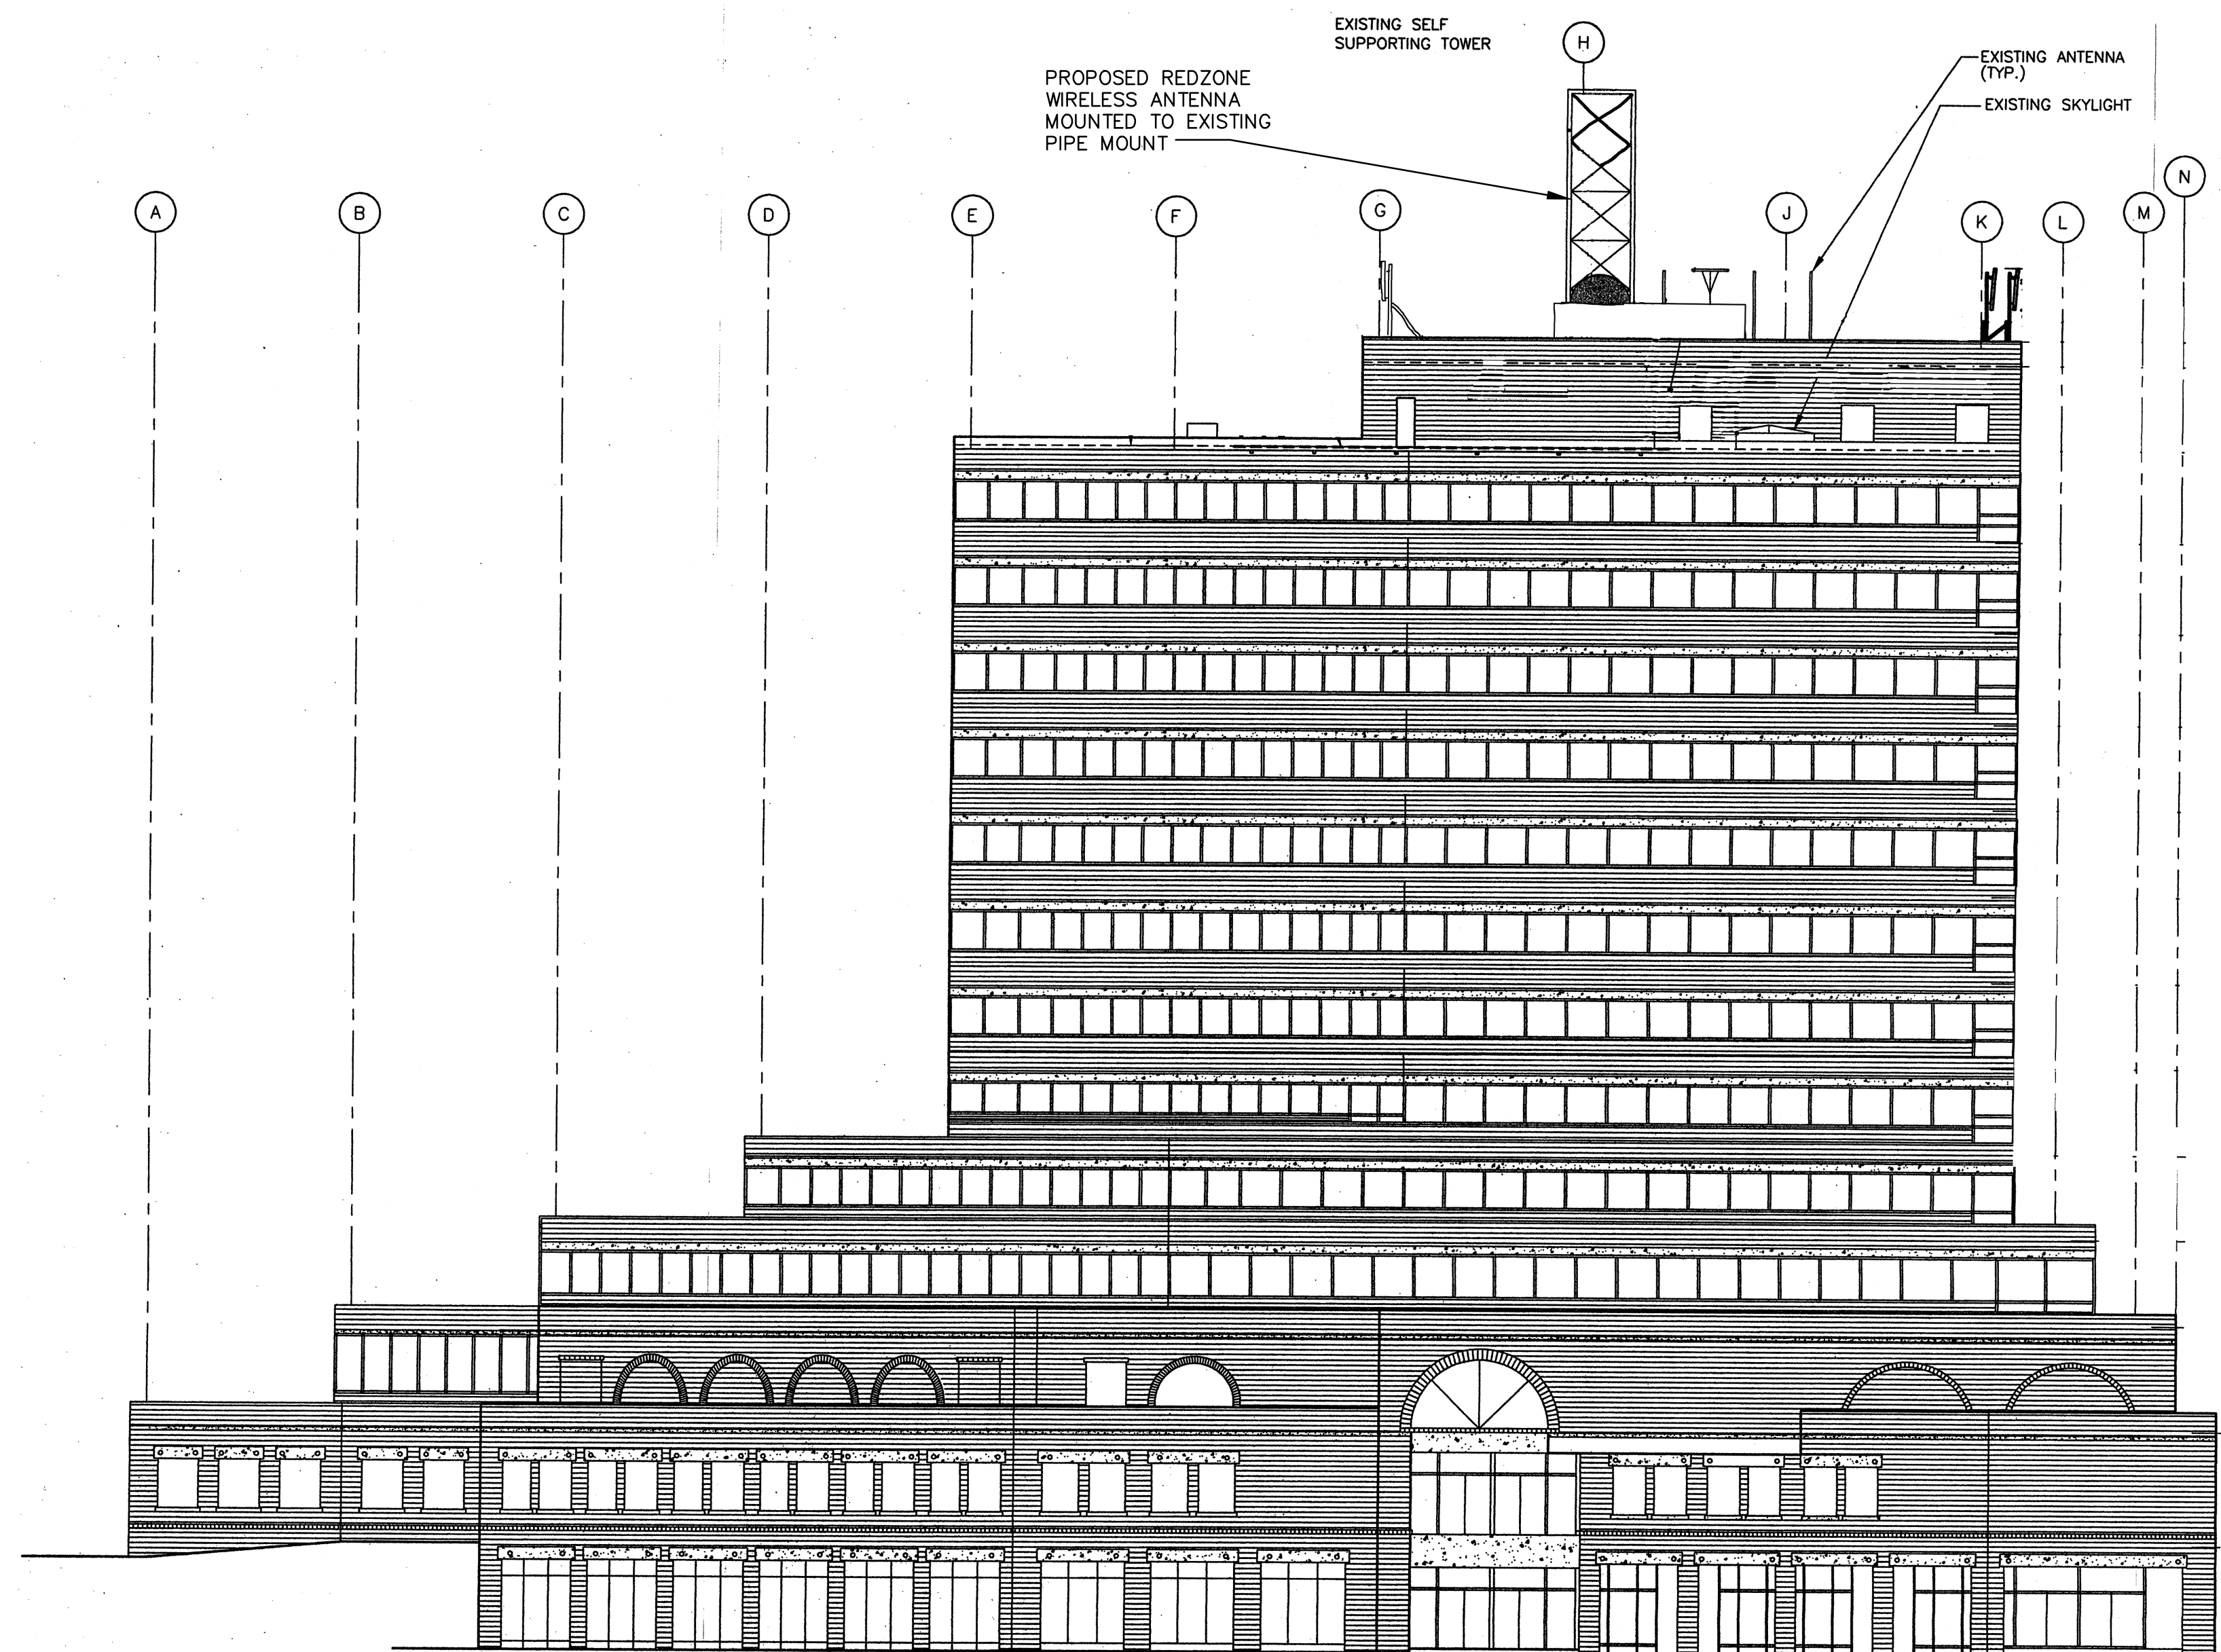 EXISTING SELF
SUPPORTING TOWER
H
EXISTING ANTENNA
(TYP.)
EXISTING SKYLIGHT
PROPOSED REDZONE
WIRELESS ANTENNA
MOUNTED TO EXISTING
PIPE MOUNT
A
B
C
D
E
F
G
J
K
L
M
N